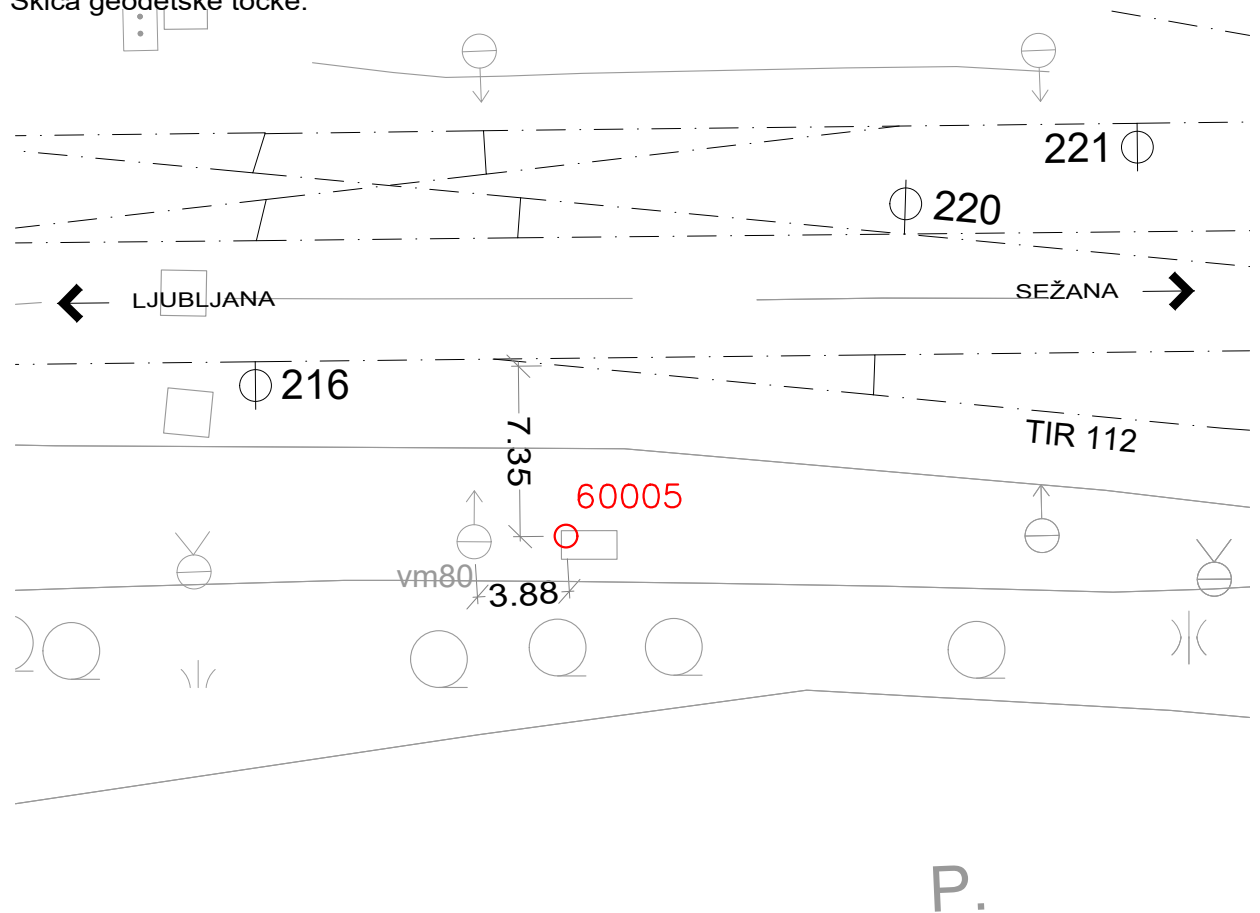 Skica geodetske točke:
221
220
LJUBLJANA
SEŽANA
216
7.35
TIR 112
60005
vm80
3.88
P.